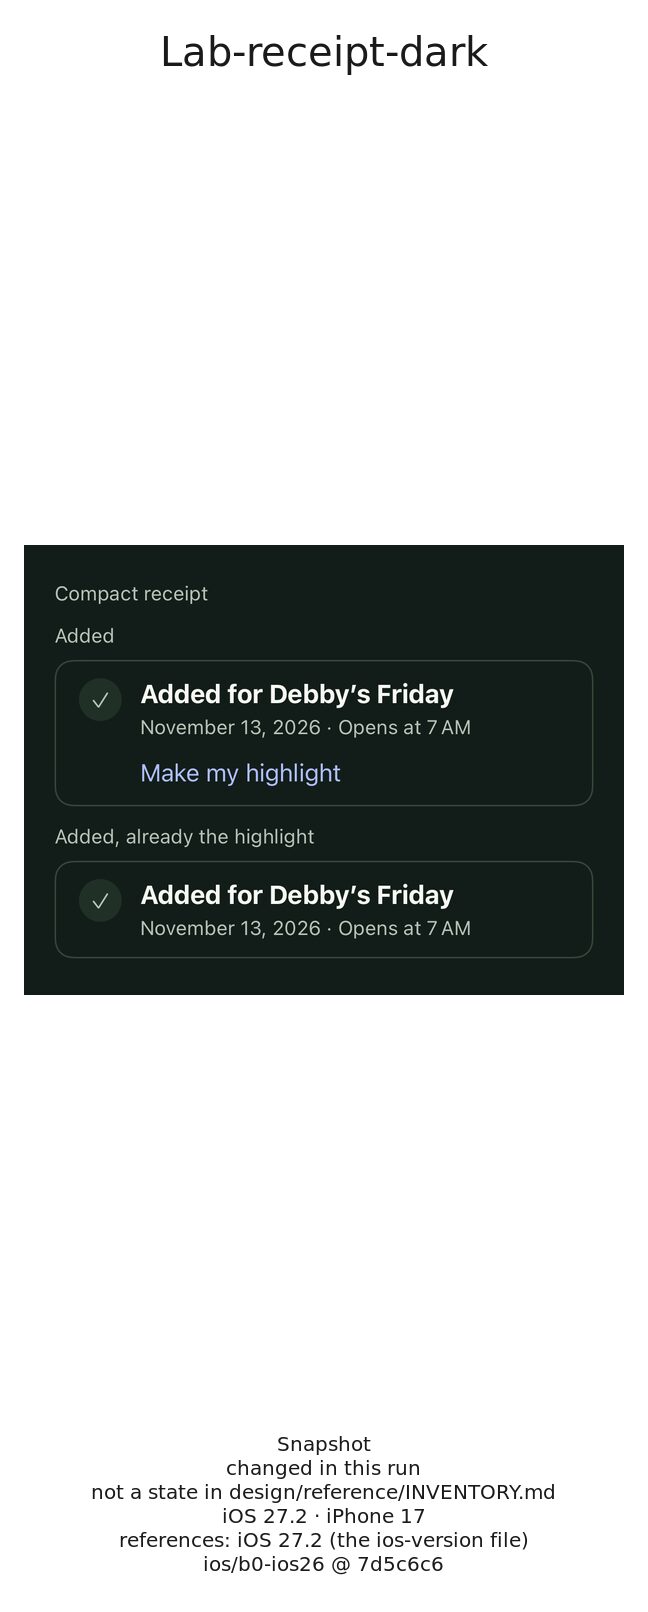 Lab-receipt-dark
Compact receipt
Added
Added for Debby’s Friday
November 13, 2026 · Opens at 7 AM
Make my highlight
Added, already the highlight
Added for Debby’s Friday
November 13, 2026 · Opens at 7 AM
Snapshot
changed in this run
not a state in design/reference/INVENTORY.md
iOS 27.2 · iPhone 17
references: iOS 27.2 (the ios-version file)
ios/b0-ios26 @ 7d5c6c6